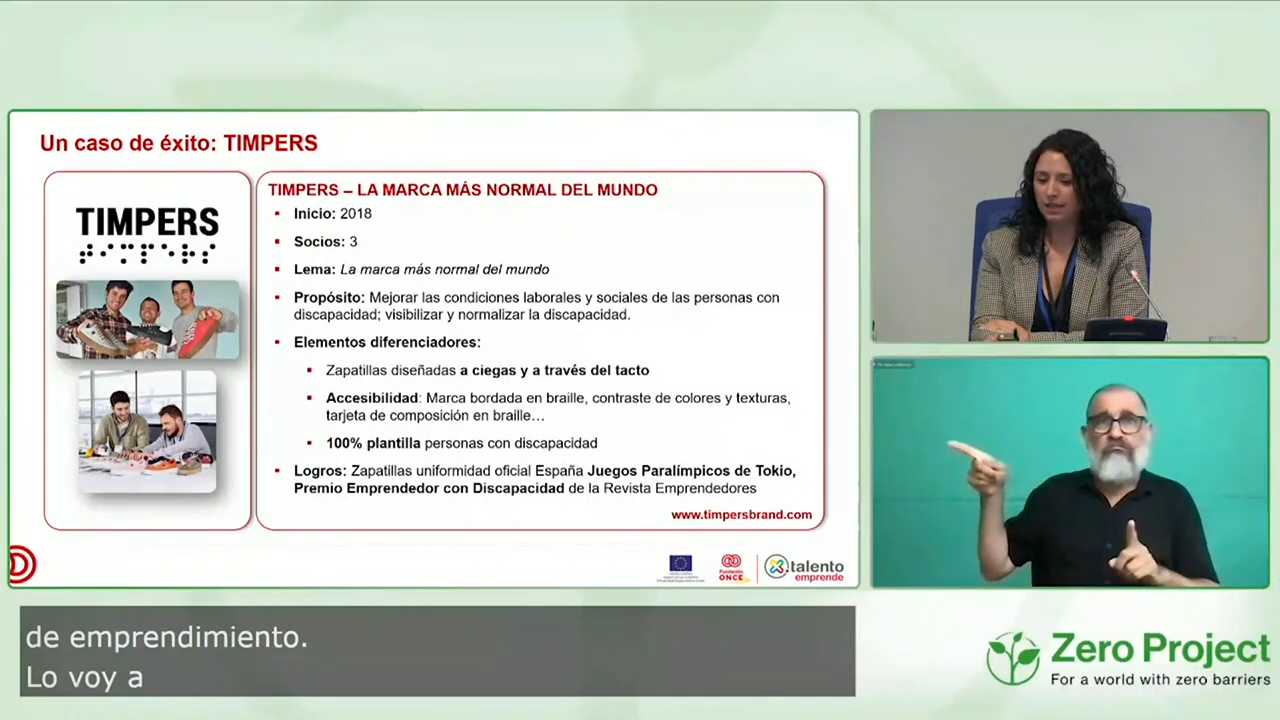 Un caso de éxito: TIMPERS
TIMPERS
TIMPERS – LA MARCA MÁS NORMAL DEL MUNDO
Inicio: 2018
Socios: 3
Lema: La marca más normal del mundo
Propósito: Mejorar las condiciones laborales y sociales de las personas con
discapacidad; visibilizar y normalizar la discapacidad.
Elementos diferenciadores:
Zapatillas diseñadas a ciegas y a través del tacto
Accesibilidad: Marca bordada en braille, contraste de colores y texturas,
tarjeta de composición en braille…
100% plantilla personas con discapacidad
Logros: Zapatillas uniformidad oficial España Juegos Paralímpicos de Tokio,
Premio Emprendedor con Discapacidad de la Revista Emprendedores
www.timpersbrand.com
Fundación
ONCE
talento
emprende
de emprendimiento.
Lo voy a
Zero Project
For a world with zero barriers